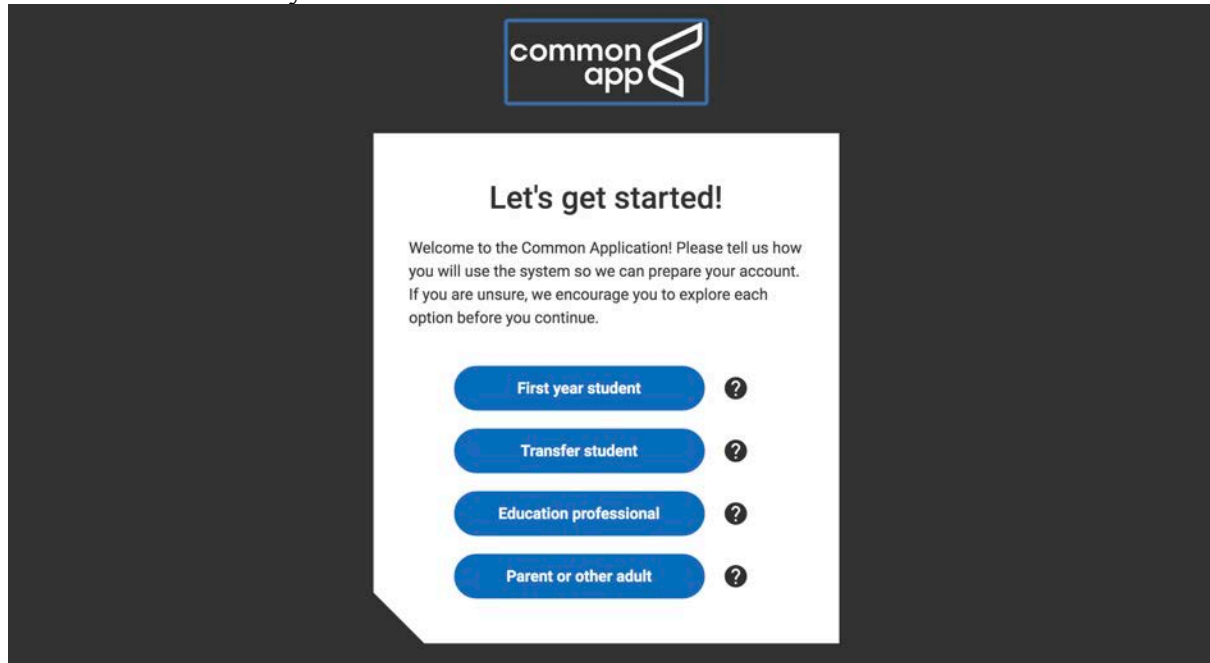 common
app
Let's get started!
Welcome to the Common Application! Please tell us how
you will use the system so we can prepare your account.
If you are unsure, we encourage you to explore each
option before you continue.
First year student ?
Transfer student ?
Education professional ?
Parent or other adult ?